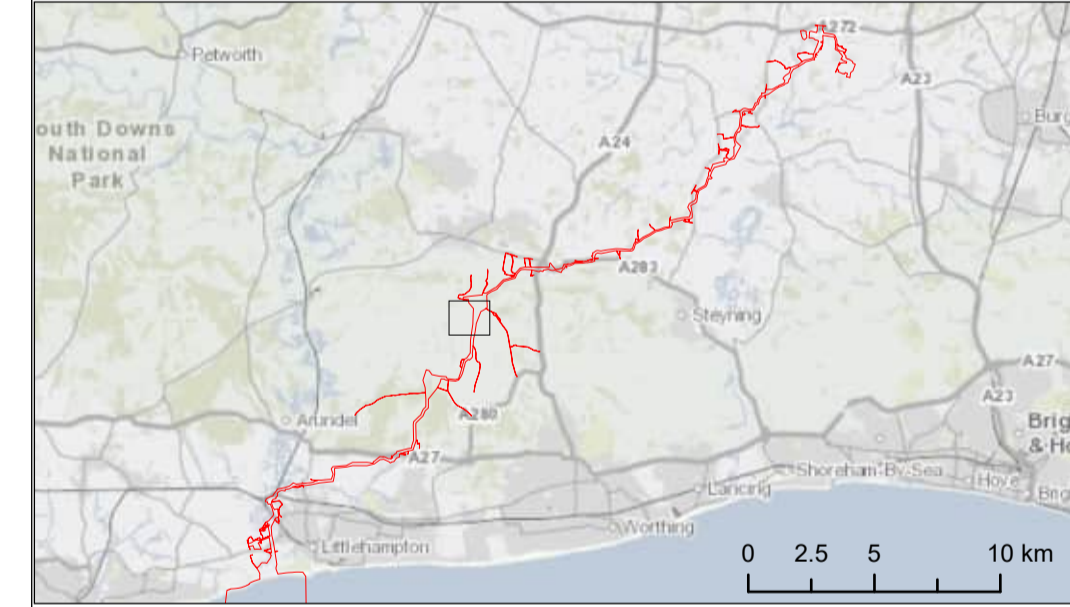 A272
Petworth
A23
Burg
outh Downs
National
Park
A24
A283
Steyning
A27
A23
Arundel
A280
Brig
& Ho
A27
Shoreham-By-Sea
Hove
Lancing
Brig
Worthing
Littlehampton
0 2.5 5 10 km